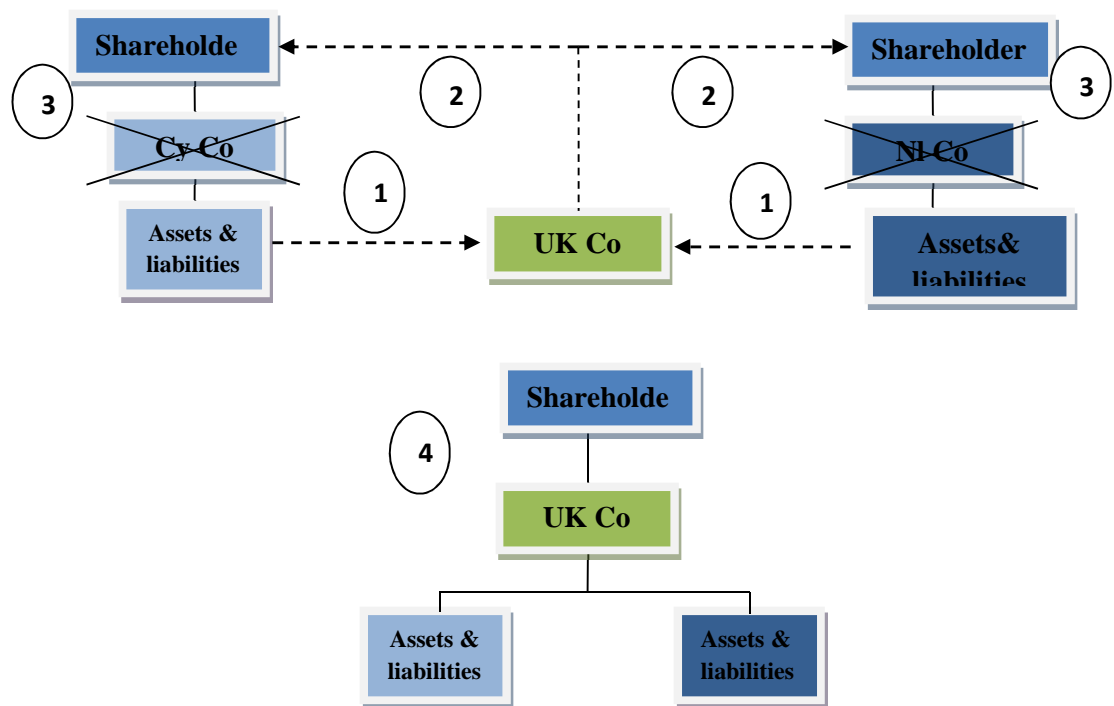 Shareholde
Shareholder
3
2
2
3
Cy Co
Nl Co
1
1
Assets &
liabilities
UK Co
Assets&
liabilities
Shareholde
4
UK Co
Assets &
liabilities
Assets &
liabilities